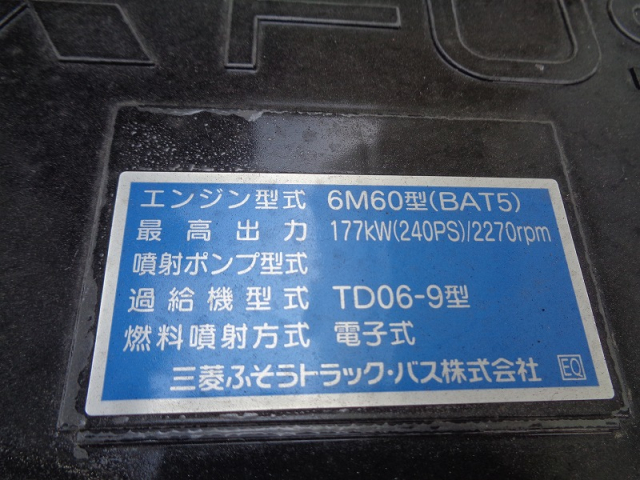 FUS
エンジン型式 6M60型(BAT5)
最高出力 177kW(240PS)/2270rpm
噴射ポンプ型式
過給機型式 TD06-9型
燃料噴射方式 電子式
三菱ふそうトラック・バス株式会社 EQ